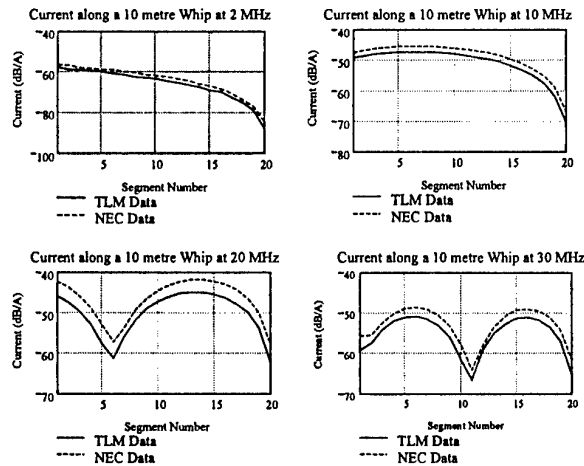 Current along a 10 metre Whip at 2 MHz
Current (dB/A)
-40
-60
-80
-100
5
10
15
20
Segment Number
TLM Data
NEC Data
Current along a 10 metre Whip at 10 MHz
Current (dB/A)
-40
-50
-60
-70
-80
5
10
15
20
Segment Number
TLM Data
NEC Data
Current along a 10 metre Whip at 20 MHz
Current (dB/A)
-40
-50
-60
-70
5
10
15
20
Segment Number
TLM Data
NEC Data
Current along a 10 metre Whip at 30 MHz
Current (dB/A)
-40
-50
-60
-70
5
10
15
20
Segment Number
TLM Data
NEC Data